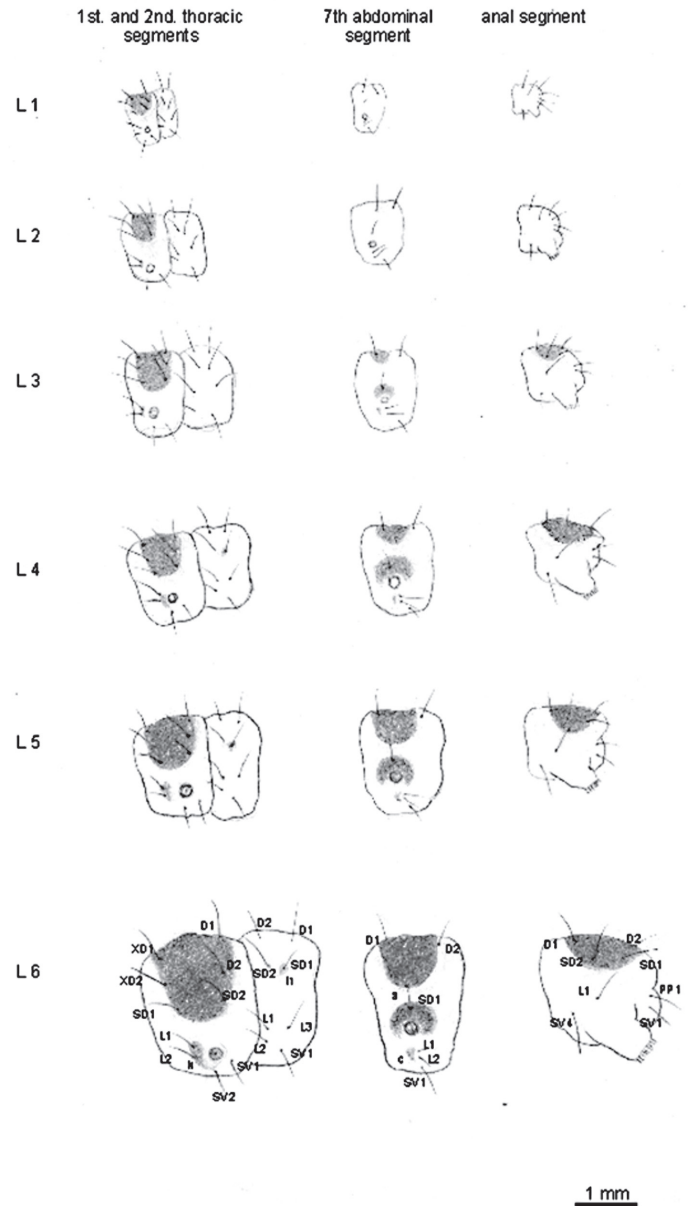 1st. and 2nd. thoracic
segments
7th abdominal
segment
anal segment
L 1
L 2
L 3
L 4
L 5
L 6
D1
D2
D1
XD1
D2
SD2
SD1
XD2
SD2
h
SD1
L1
L1
L3
L2
L2
SV1
k
SV1
SV2
D1
D2
a
SD1
L1
c
L2
SV1
D1
D2
SD2
SD1
L1
PP1
SV4
SV1
1 mm